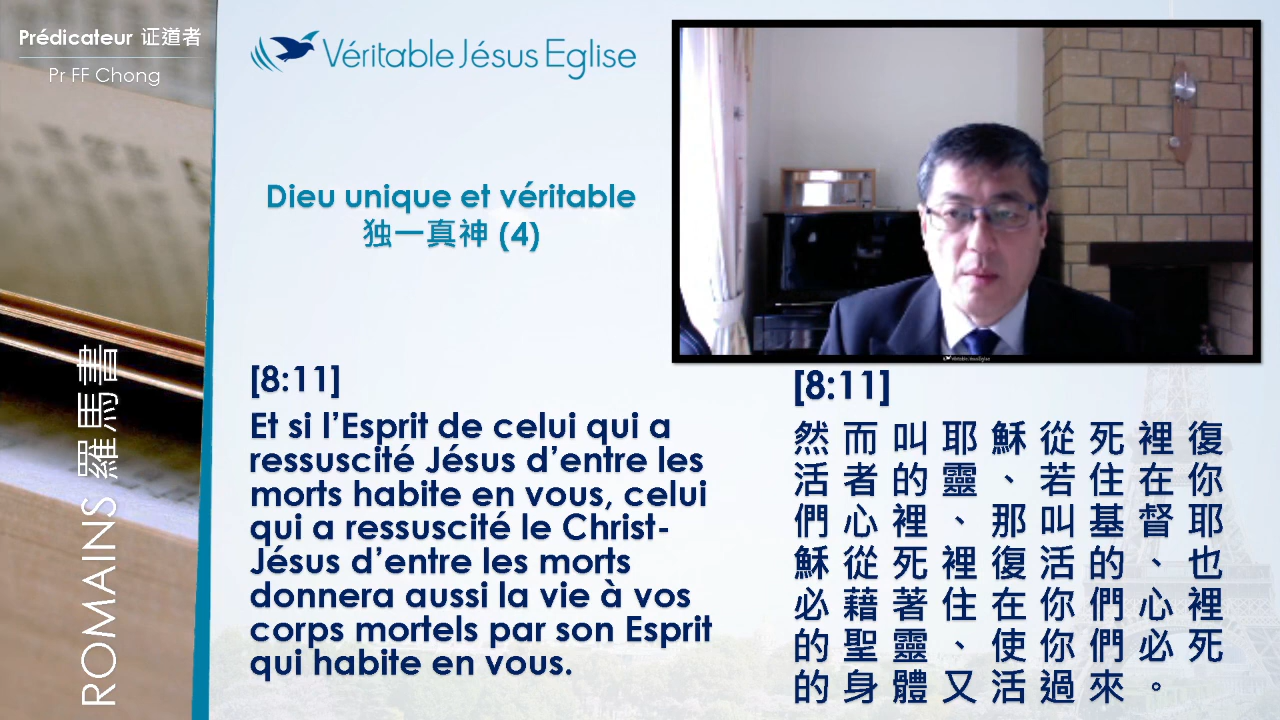 Prédicateur 证道者
Pr FF Chong
ROMAINS 羅馬書
Véritable Jésus Eglise
Dieu unique et véritable
独一真神 (4)
[8:11]
Et si l’Esprit de celui qui a
ressuscité Jésus d’entre les
morts habite en vous, celui
qui a ressuscité le Christ-
Jésus d’entre les morts
donnera aussi la vie à vos
corps mortels par son Esprit
qui habite en vous.
Véritable Jésus Eglise
[8:11]
然而叫耶穌從死裡復
活者的靈、若住在你
們心裡、那叫基督耶
穌從死裡復活的、也
必藉著住在你們心裡
的聖靈、使你們必死
的身體又活過來。